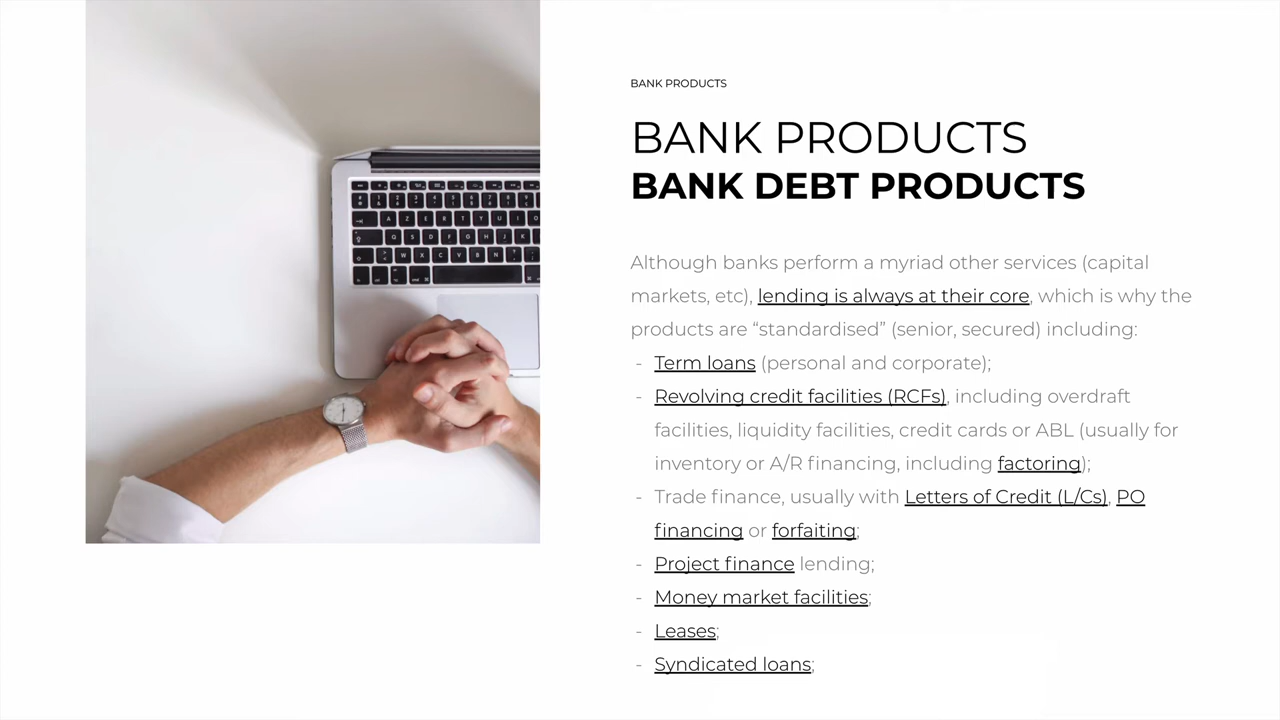 BANK PRODUCTS
BANK PRODUCTS
BANK DEBT PRODUCTS
Although banks perform a myriad other services (capital
markets, etc), lending is always at their core, which is why the
products are “standardised” (senior, secured) including:
- Term loans (personal and corporate);
- Revolving credit facilities (RCFs), including overdraft
facilities, liquidity facilities, credit cards or ABL (usually for
inventory or A/R financing, including factoring);
- Trade finance, usually with Letters of Credit (L/Cs), PO
financing or forfaiting;
- Project finance lending;
- Money market facilities;
- Leases;
- Syndicated loans;